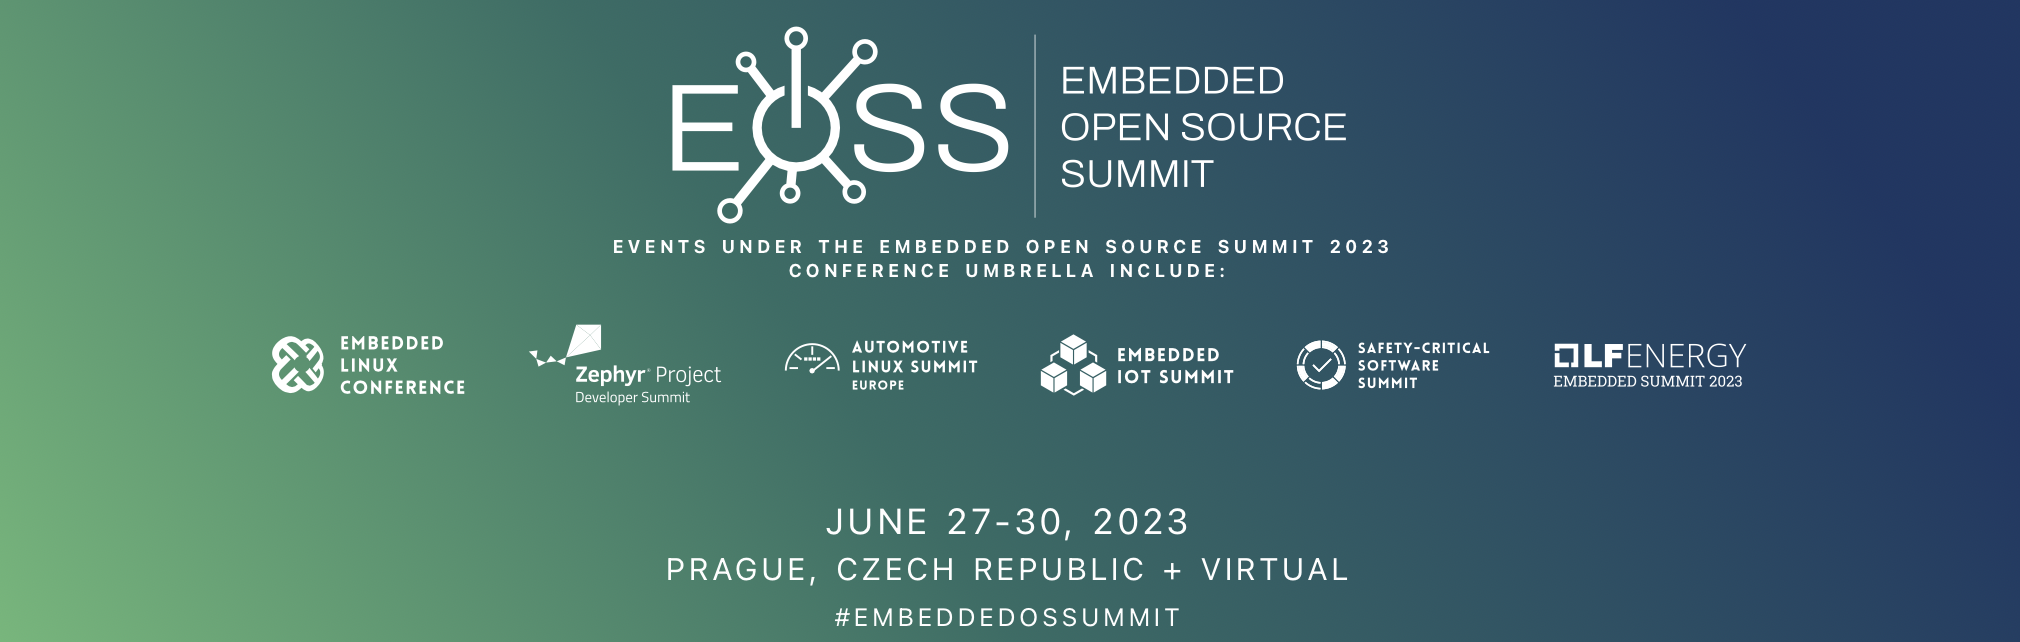 EOSS
EMBEDDED
OPEN SOURCE
SUMMIT
EVENTS UNDER THE EMBEDDED OPEN SOURCE SUMMIT 2023
CONFERENCE UMBRELLA INCLUDE:
EMBEDDED
LINUX
CONFERENCE
Zephyr® Project
Developer Summit
AUTOMOTIVE
LINUX SUMMIT
EUROPE
EMBEDDED
IOT SUMMIT
SAFETY-CRITICAL
SOFTWARE
SUMMIT
LFENERGY
EMBEDDED SUMMIT 2023
JUNE 27-30, 2023
PRAGUE, CZECH REPUBLIC + VIRTUAL
#EMBEDDEDOSSUMMIT